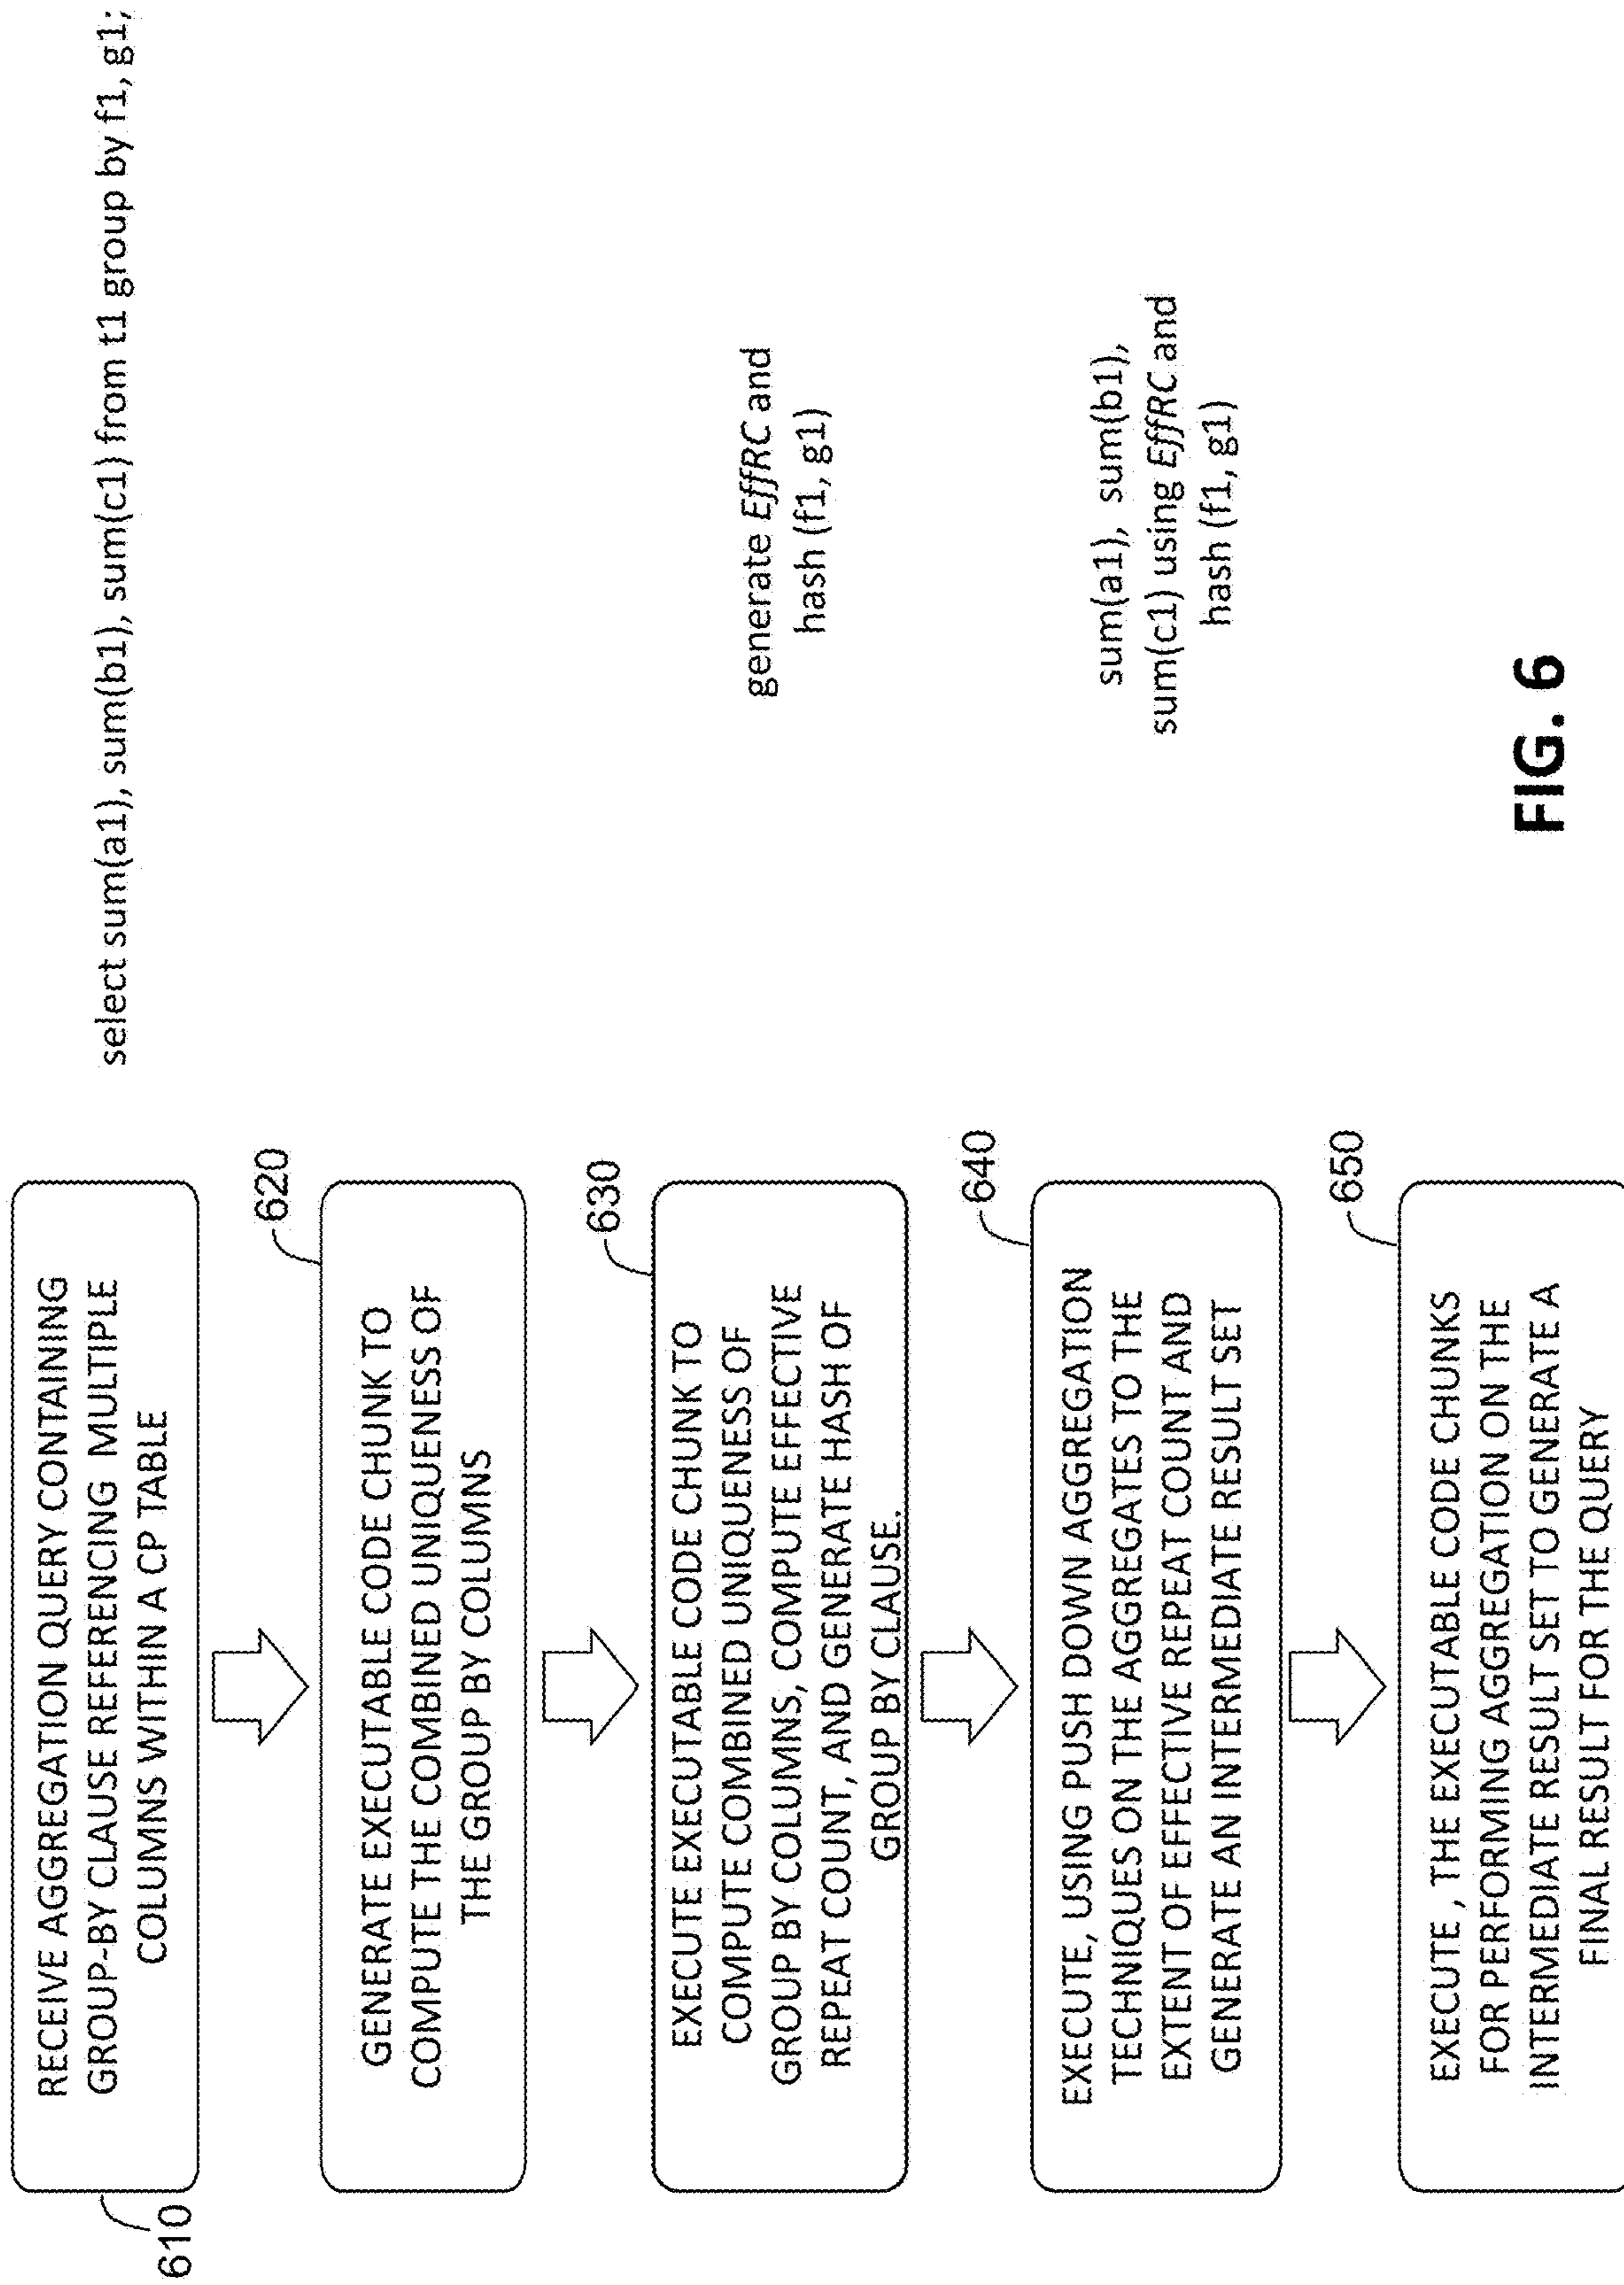 select sum(a1), sum(b1), sum(c1) from t1 group by f1, g1;
610
RECEIVE AGGREGATION QUERY CONTAINING
GROUP-BY CLAUSE REFERENCING MULTIPLE
COLUMNS WITHIN A CP TABLE
620
GENERATE EXECUTABLE CODE CHUNK TO
COMPUTE THE COMBINED UNIQUENESS OF
THE GROUP BY COLUMNS
630
EXECUTE EXECUTABLE CODE CHUNK TO
COMPUTE COMBINED UNIQUENESS OF
GROUP BY COLUMNS, COMPUTE EFFECTIVE
REPEAT COUNT, AND GENERATE HASH OF
GROUP BY CLAUSE.
generate EffRC and
hash (f1, g1)
640
EXECUTE, USING PUSH DOWN AGGREGATION
TECHNIQUES ON THE AGGREGATES TO THE
EXTENT OF EFFECTIVE REPEAT COUNT AND
GENERATE AN INTERMEDIATE RESULT SET
sum(a1), sum(b1),
sum(c1) using EffRC and
hash (f1, g1)
650
EXECUTE , THE EXECUTABLE CODE CHUNKS
FOR PERFORMING AGGREGATION ON THE
INTERMEDIATE RESULT SET TO GENERATE A
FINAL RESULT FOR THE QUERY
FIG. 6